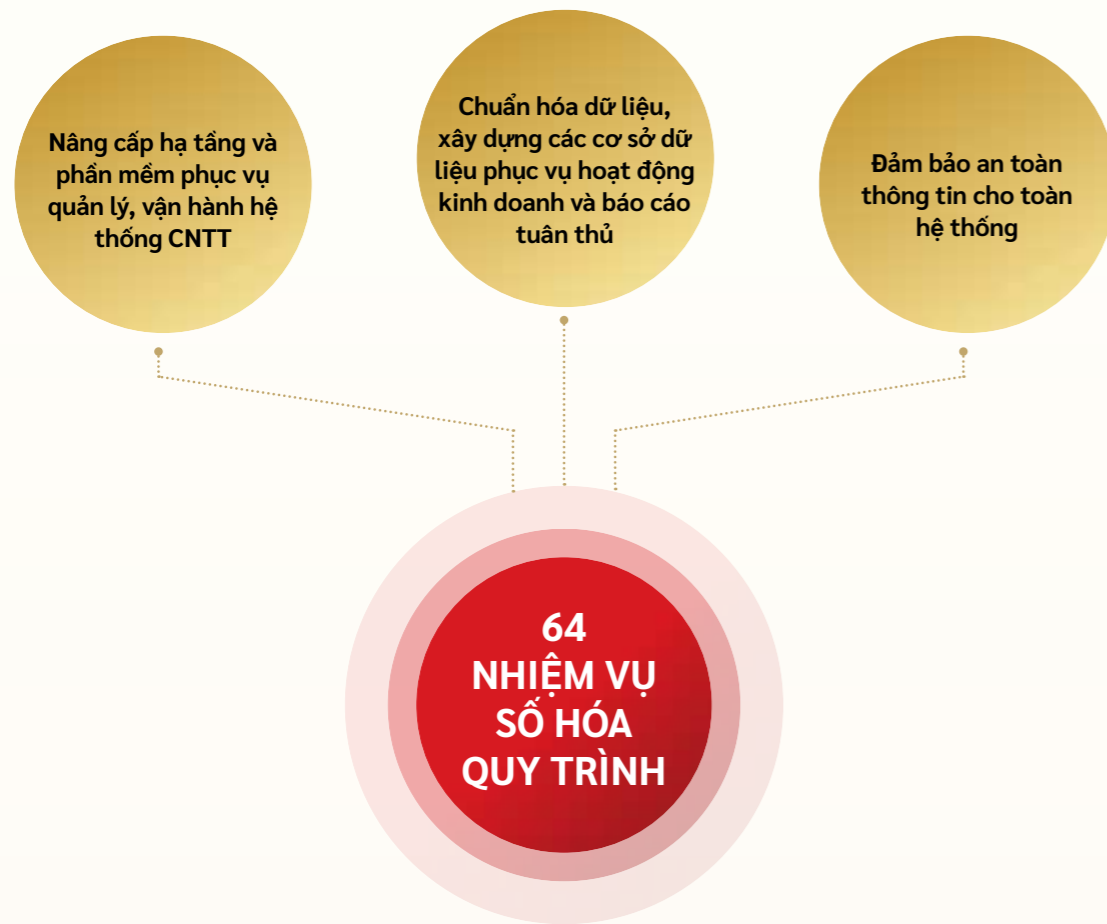 Nâng cấp hạ tầng và
phần mềm phục vụ
quản lý, vận hành hệ
thống CNTT
Chuẩn hóa dữ liệu,
xây dựng các cơ sở dữ
liệu phục vụ hoạt động
kinh doanh và báo cáo
tuân thủ
Đảm bảo an toàn
thông tin cho toàn
hệ thống
64
NHIỆM VỤ
SỐ HÓA
QUY TRÌNH